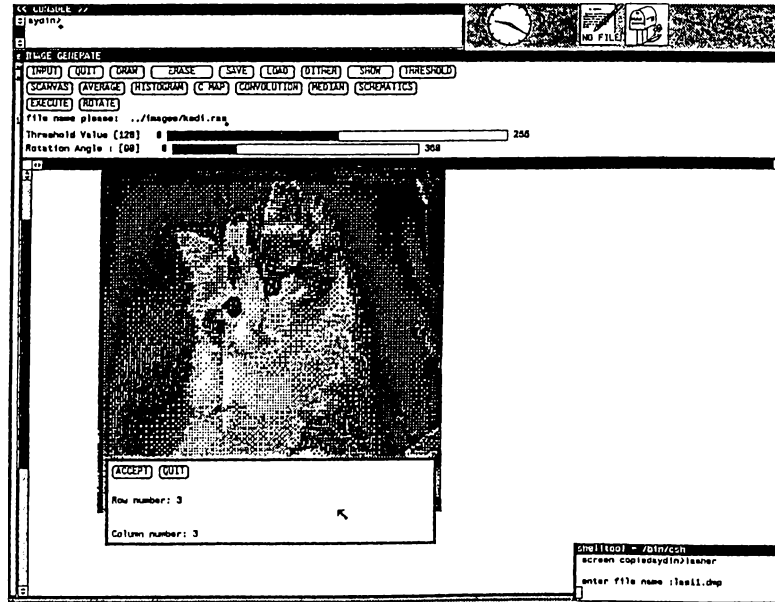 << CONSOLE >>
aydin>
NO FILE
IMAGE GENERATE
INPUT QUIT DRAW ERASE SAVE LOAD DITHER SHOW THRESHOLD
SCANVAS AVERAGE HISTOGRAM C MAP CONVOLUTION MEDIAN SCHEMATICS
EXECUTE ROTATE
file name please: ../images/kedi.ras
Threshold Value [128] 0 255
Rotation Angle : [90] 0 360
ACCEPT QUIT
Row number: 3
Column number: 3
shelltool - /bin/csh
screen copiedaydin>lasher
enter file name :lasi1.dmp